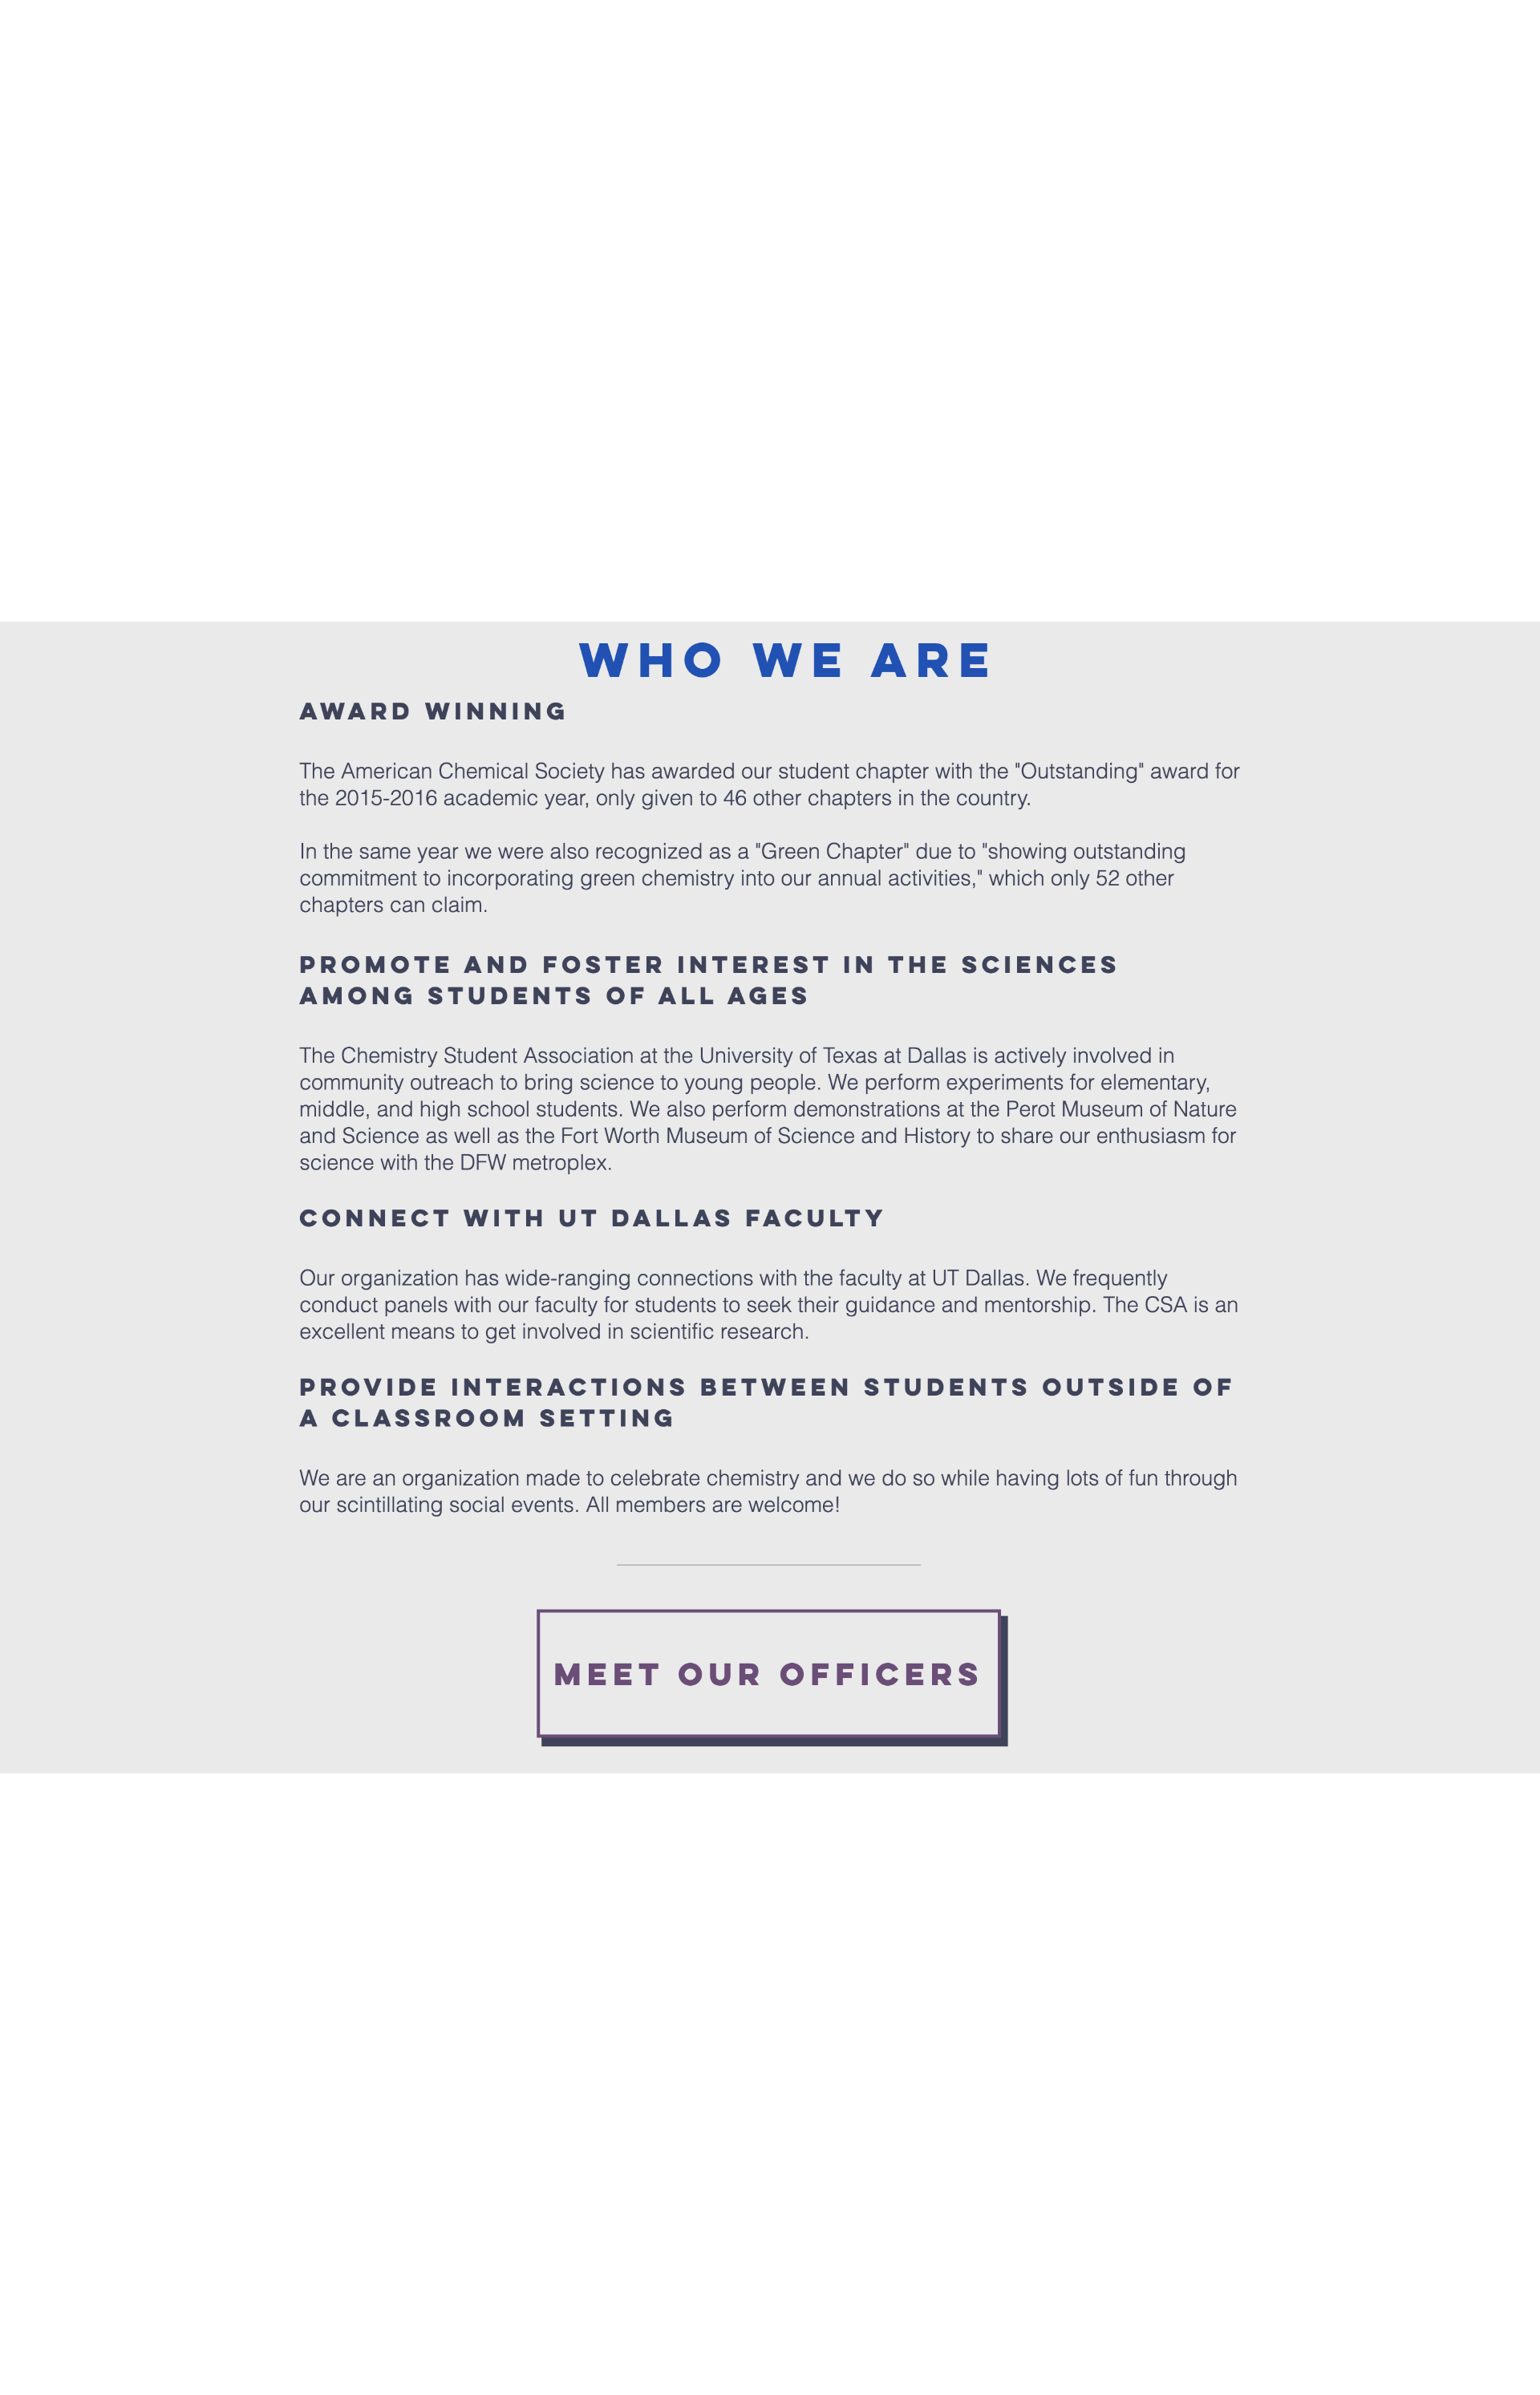 WHO WE ARE
AWARD WINNING
The American Chemical Society has awarded our student chapter with the "Outstanding" award for
the 2015-2016 academic year, only given to 46 other chapters in the country.
In the same year we were also recognized as a "Green Chapter" due to "showing outstanding
commitment to incorporating green chemistry into our annual activities," which only 52 other
chapters can claim.
PROMOTE AND FOSTER INTEREST IN THE SCIENCES
AMONG STUDENTS OF ALL AGES
The Chemistry Student Association at the University of Texas at Dallas is actively involved in
community outreach to bring science to young people. We perform experiments for elementary,
middle, and high school students. We also perform demonstrations at the Perot Museum of Nature
and Science as well as the Fort Worth Museum of Science and History to share our enthusiasm for
science with the DFW metroplex.
CONNECT WITH UT DALLAS FACULTY
Our organization has wide-ranging connections with the faculty at UT Dallas. We frequently
conduct panels with our faculty for students to seek their guidance and mentorship. The CSA is an
excellent means to get involved in scientific research.
PROVIDE INTERACTIONS BETWEEN STUDENTS OUTSIDE OF
A CLASSROOM SETTING
We are an organization made to celebrate chemistry and we do so while having lots of fun through
our scintillating social events. All members are welcome!
MEET OUR OFFICERS